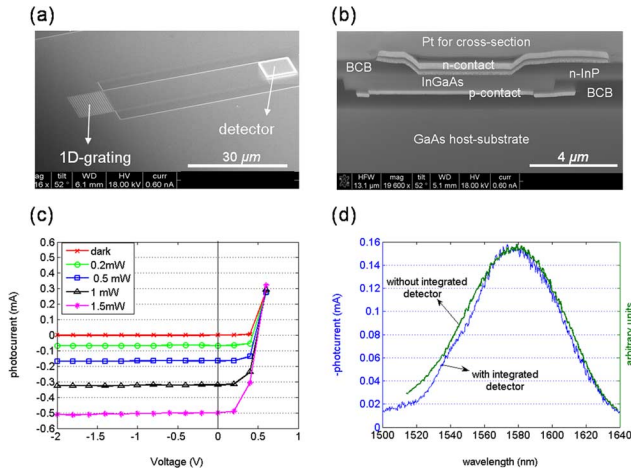 (a)
detector
1D-grating
30 µm
ag tilt WD HV curr
16 x 52 ° 6.1 mm 18.00 kV 0.60 nA
(b)
Pt for cross-section
BCB
n-contact
n-InP
InGaAs
p-contact
BCB
GaAs host-substrate
4 µm
HFW mag tilt WD HV curr
13.1 µm 19 600 x 52 ° 5.1 mm 18.00 kV 0.60 nA
(c)
photocurrent (mA)
0.6
0.5
0.4
0.3
0.2
0.1
0
-0.1
-0.2
-0.3
-0.4
-0.5
-0.6
dark
0.2mW
0.5 mW
1 mW
1.5mW
-2 -1.5 -1 -0.5 0 0.5 1
Voltage (V)
(d)
-photcurrent (mA)
0.16
0.14
0.12
0.1
0.08
0.06
0.04
0.02
0
without integrated
detector
with integrated
detector
arbitrary units
1500 1520 1540 1560 1580 1600 1620 1640
wavelength (nm)